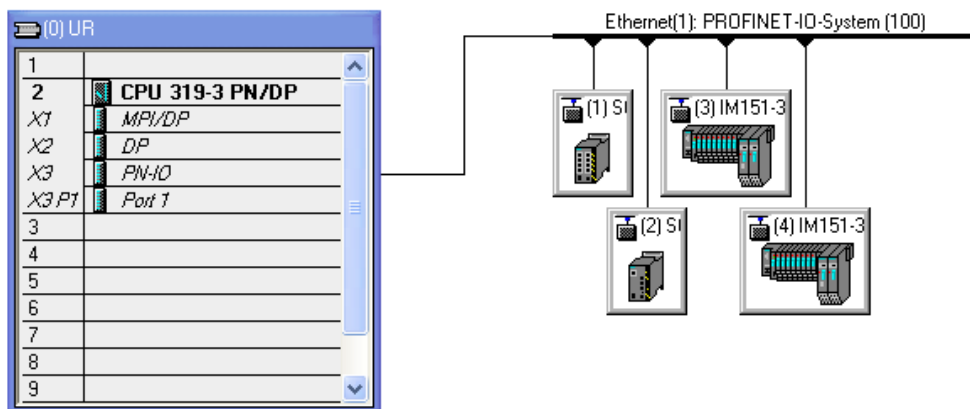 (0) UR
1
2 CPU 319-3 PN/DP
X1 MPI/DP
X2 DP
X3 PN-IO
X3 P1 Port 1
3
4
5
6
7
8
9
Ethernet(1): PROFINET-IO-System (100)
(1) S
(3) IM151-3
(2) S
(4) IM151-3